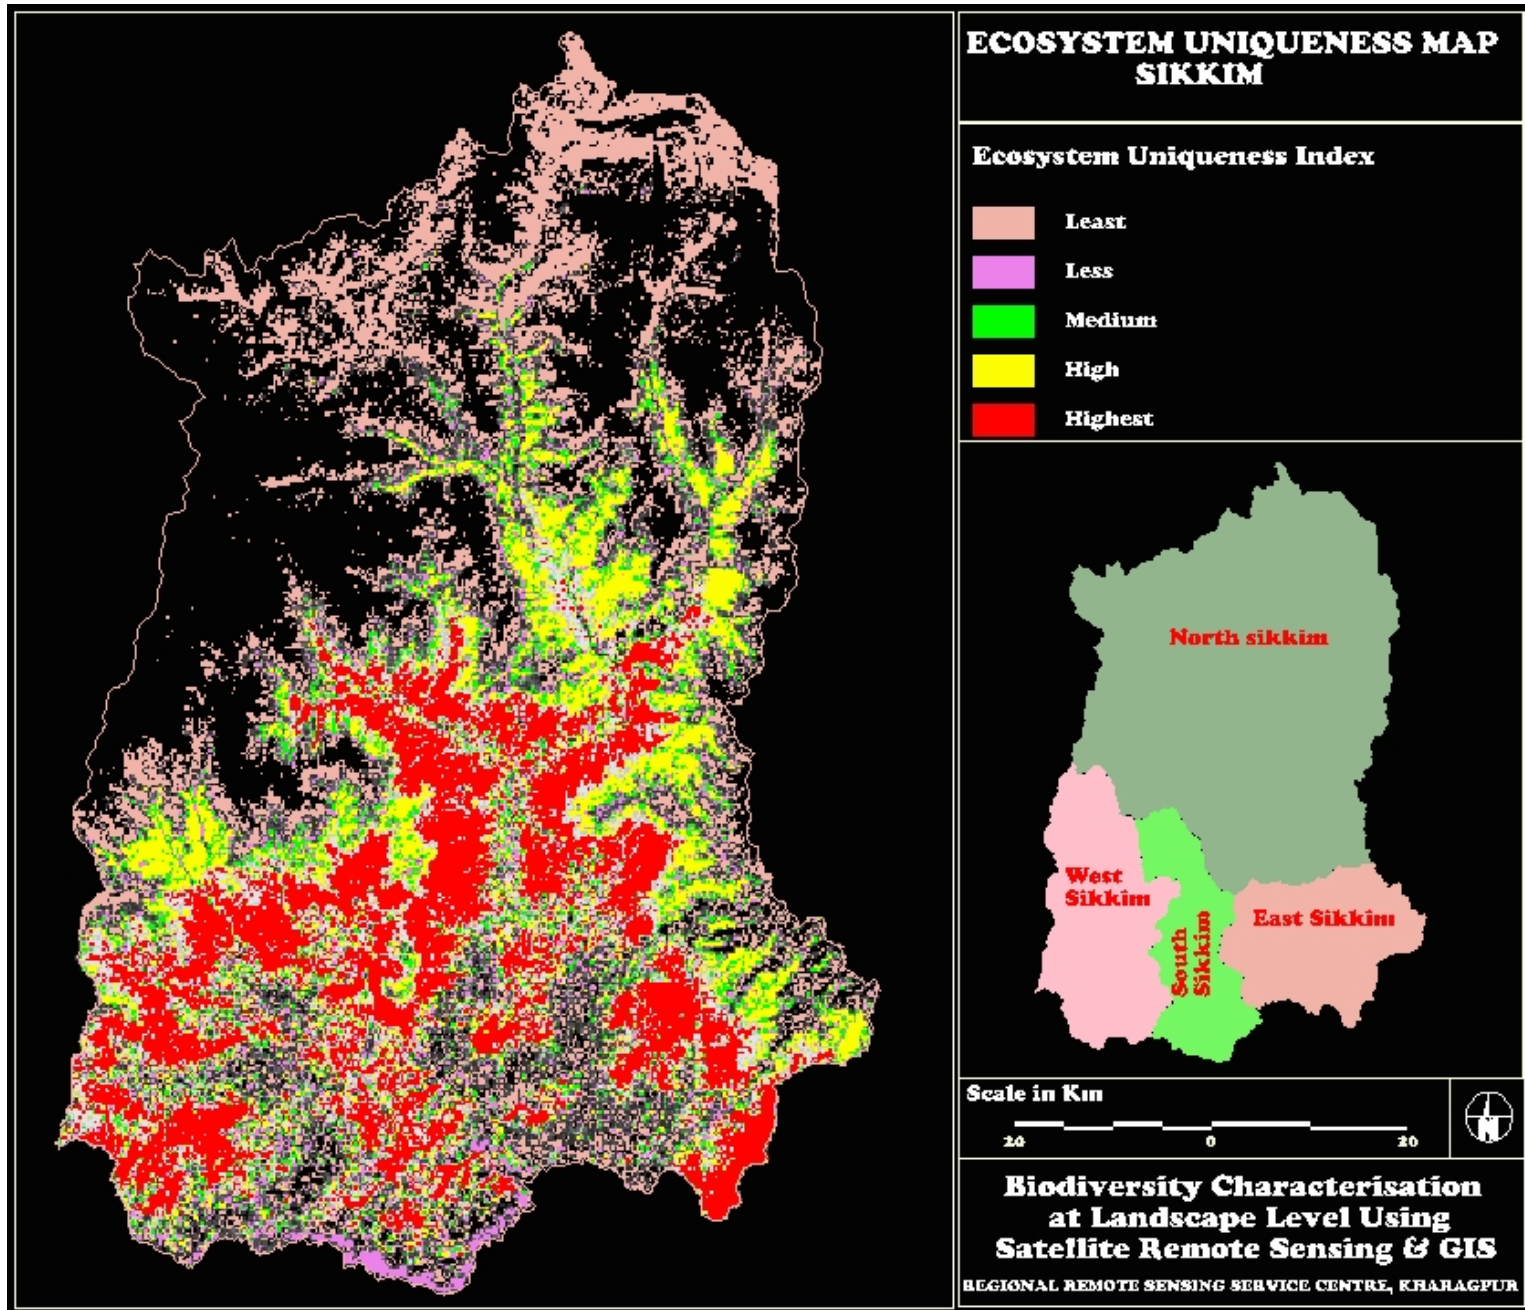 ECOSYSTEM UNIQUENESS MAP
SIKKIM
Ecosystem Uniqueness Index
Least
Less
Medium
High
Highest
North sikkim
West
Sikkim
South
Sikkim
East Sikkim
Scale in Km
20 0 20
N
Biodiversity Characterisation
at Landscape Level Using
Satellite Remote Sensing & GIS
REGIONAL REMOTE SENSING SERVICE CENTRE, KHARAGPUR